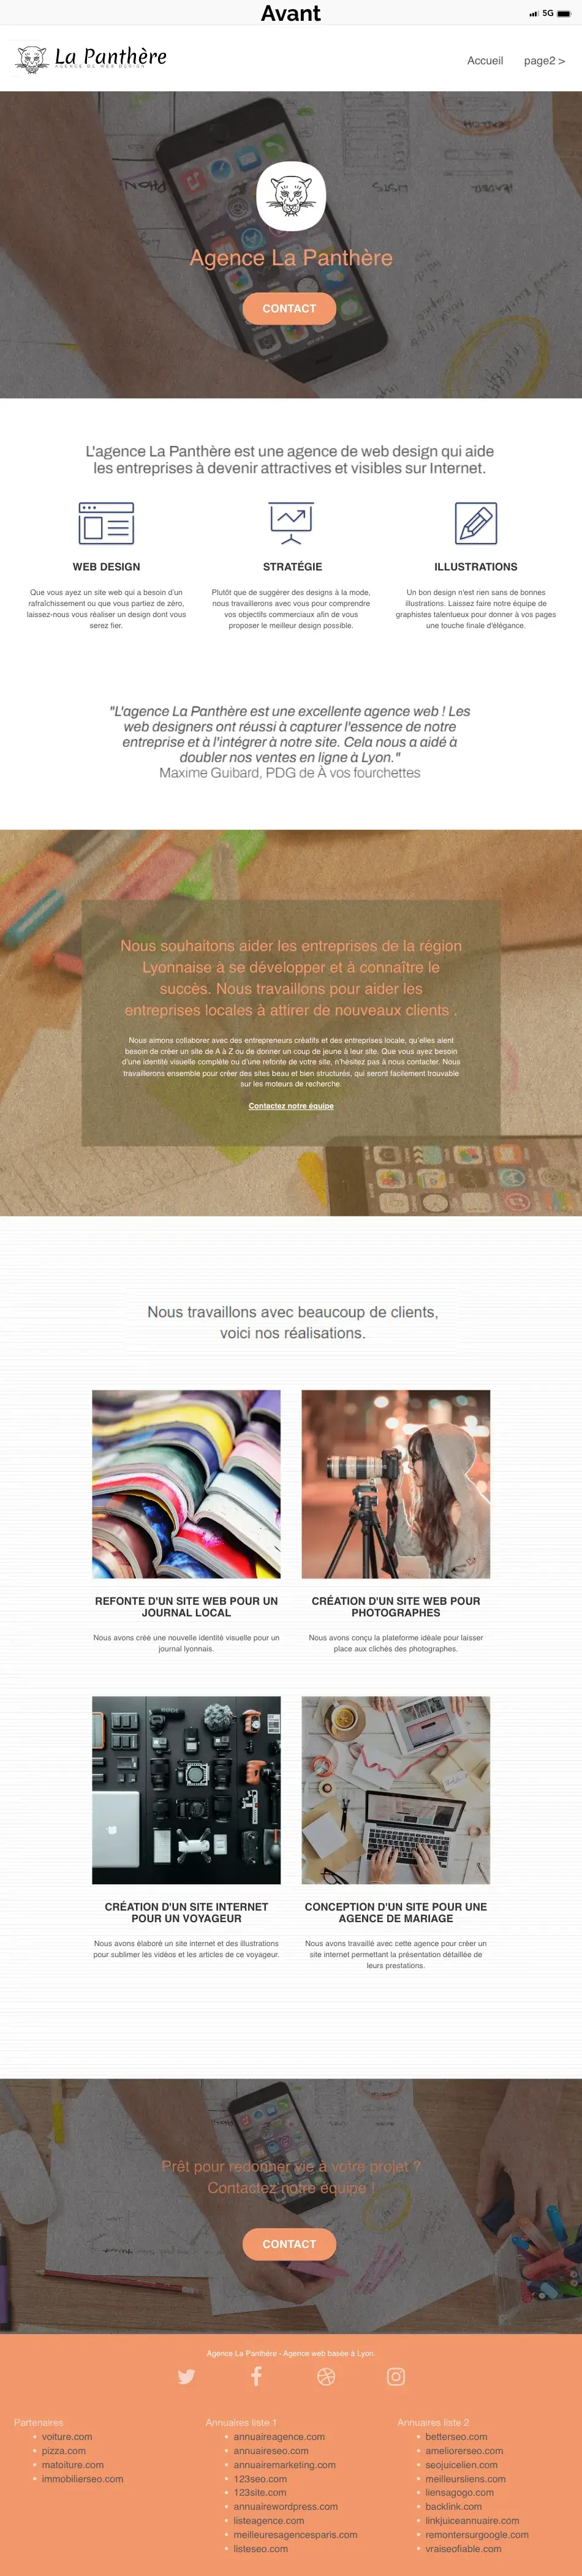 Avant
5G
La Panthère
AGENCE DE WEB DESIGN
Accueil page2 >
Agence La Panthère
CONTACT
L'agence La Panthère est une agence de web design qui aide
les entreprises à devenir attractives et visibles sur Internet.
WEB DESIGN
Que vous ayez un site web qui a besoin d'un
rafraîchissement ou que vous partiez de zéro,
laissez-nous vous réaliser un design dont vous
serez fier.
STRATÉGIE
Plutôt que de suggérer des designs à la mode,
nous travaillerons avec vous pour comprendre
vos objectifs commerciaux afin de vous
proposer le meilleur design possible.
ILLUSTRATIONS
Un bon design n'est rien sans de bonnes
illustrations. Laissez faire notre équipe de
graphistes talentueux pour donner à vos pages
une touche finale d'élégance.
"L'agence La Panthère est une excellente agence web ! Les
web designers ont réussi à capturer l'essence de notre
entreprise et à l'intégrer à notre site. Cela nous a aidé à
doubler nos ventes en ligne à Lyon."
Maxime Guibard, PDG de À vos fourchettes
Nous souhaitons aider les entreprises de la région
Lyonnaise à se développer et à connaître le
succès. Nous travaillons pour aider les
entreprises locales à attirer de nouveaux clients .
Nous aimons collaborer avec des entrepreneurs créatifs et des entreprises locale, qu'elles aient
besoin de créer un site de A à Z ou de donner un coup de jeune à leur site. Que vous ayez besoin
d'une identité visuelle complète ou d'une refonte de votre site, n'hésitez pas à nous contacter. Nous
travaillerons ensemble pour créer des sites beau et bien structurés, qui seront facilement trouvable
sur les moteurs de recherche.
Contactez notre équipe
Nous travaillons avec beaucoup de clients,
voici nos réalisations.
REFONTE D'UN SITE WEB POUR UN
JOURNAL LOCAL
Nous avons créé une nouvelle identité visuelle pour un
journal lyonnais.
CRÉATION D'UN SITE WEB POUR
PHOTOGRAPHES
Nous avons conçu la plateforme idéale pour laisser
place aux clichés des photographes.
CRÉATION D'UN SITE INTERNET
POUR UN VOYAGEUR
Nous avons élaboré un site internet et des illustrations
pour sublimer les vidéos et les articles de ce voyageur.
CONCEPTION D'UN SITE POUR UNE
AGENCE DE MARIAGE
Nous avons travaillé avec cette agence pour créer un
site internet permettant la présentation détaillée de
leurs prestations.
Prêt pour redonner vie à votre projet ?
Contactez notre équipe !
CONTACT
Agence La Panthère - Agence web basée à Lyon
Partenaires
voiture.com
pizza.com
matoiture.com
immobilierseo.com
Annuaires liste 1
annuaireagence.com
annuaireseo.com
annuairemarketing.com
123seo.com
123site.com
annuairewordpress.com
listeagence.com
meilleuresagencesparis.com
listeseo.com
Annuaires liste 2
betterseo.com
ameliorerseo.com
seojuicelien.com
meilleursliens.com
liensagogo.com
backlink.com
linkjuiceannuaire.com
remontersurgoogle.com
vraiseofiable.com